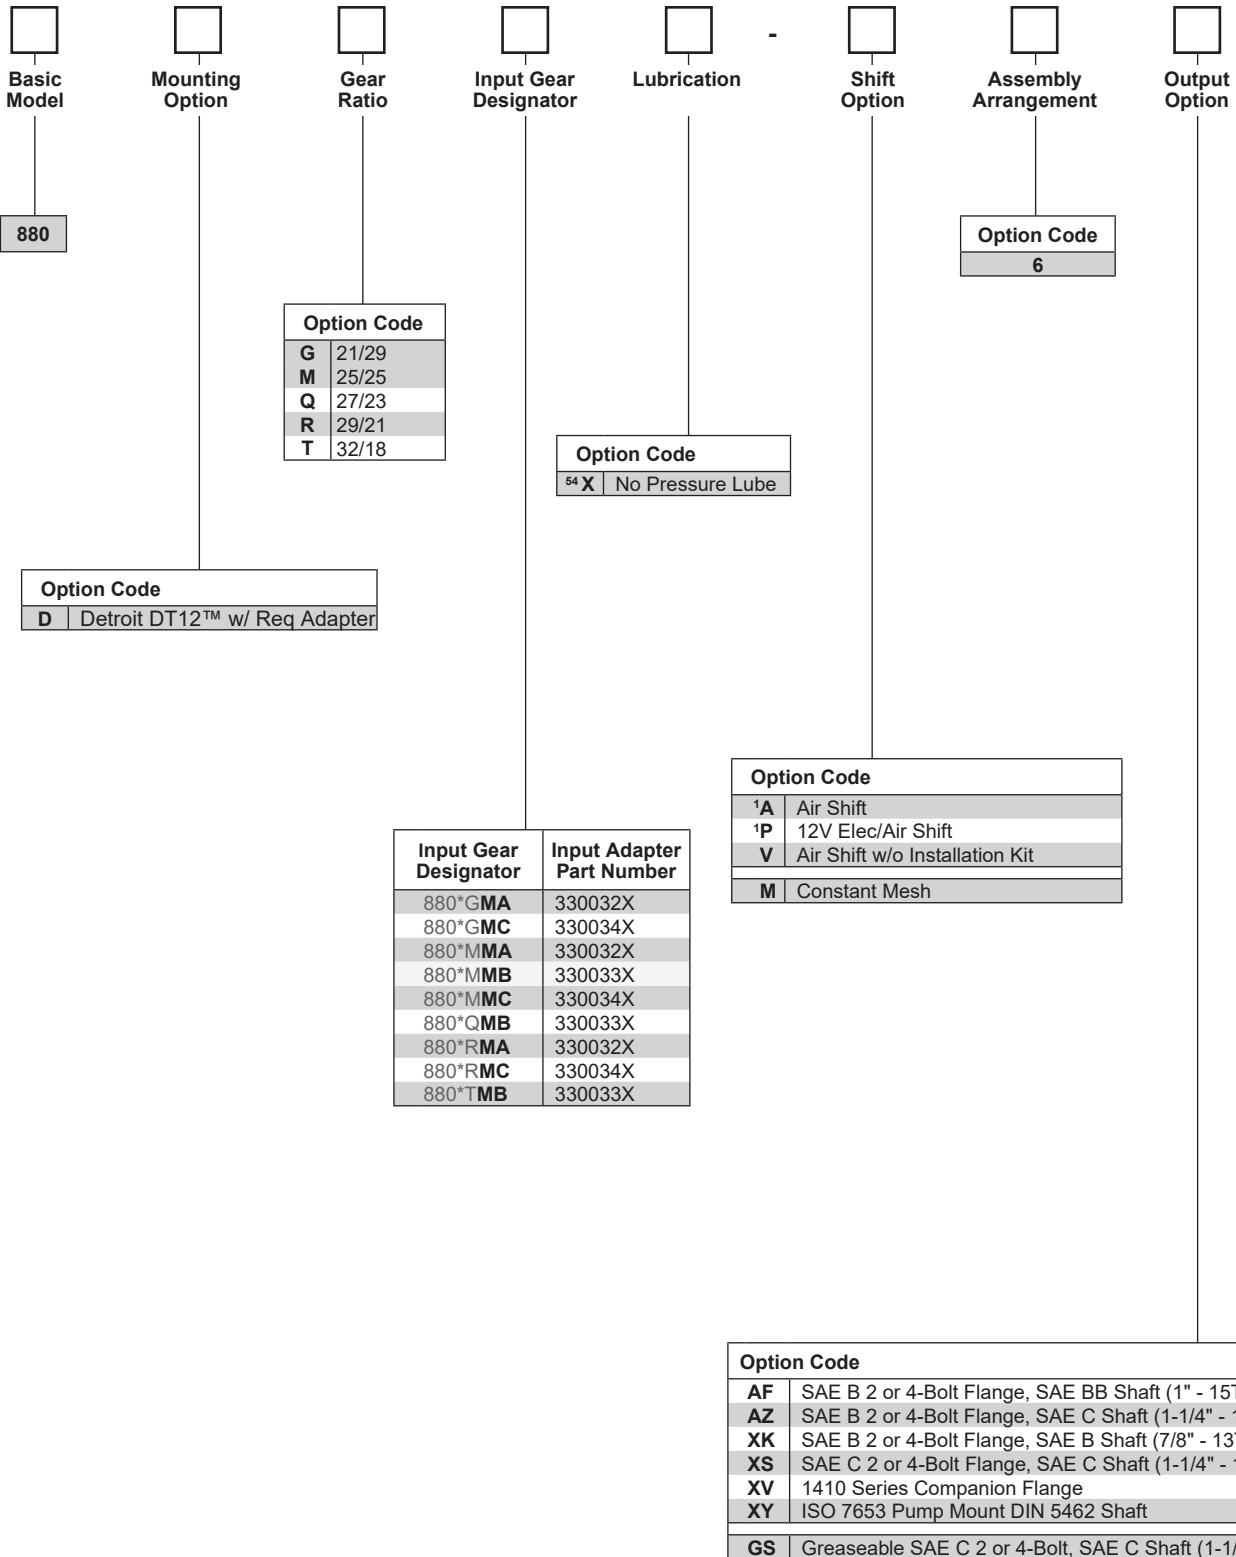 -
Basic Model
Mounting Option
Gear Ratio
Input Gear Designator
Lubrication
Shift Option
Assembly Arrangement
Output Option
880
Option Code
6
Option Code
G 21/29
M 25/25
Q 27/23
R 29/21
T 32/18
Option Code
54 X No Pressure Lube
Option Code
D Detroit DT12™ w/ Req Adapter
Option Code
1A Air Shift
1P 12V Elec/Air Shift
V Air Shift w/o Installation Kit
M Constant Mesh
Input Gear Designator Input Adapter Part Number
880*GMA 330032X
880*GMC 330034X
880*MMA 330032X
880*MMB 330033X
880*MMC 330034X
880*QMB 330033X
880*RMA 330032X
880*RMC 330034X
880*TMB 330033X
Option Code
AF SAE B 2 or 4-Bolt Flange, SAE BB Shaft (1" - 15T
AZ SAE B 2 or 4-Bolt Flange, SAE C Shaft (1-1/4" - 1
XK SAE B 2 or 4-Bolt Flange, SAE B Shaft (7/8" - 13T
XS SAE C 2 or 4-Bolt Flange, SAE C Shaft (1-1/4" - 1
XV 1410 Series Companion Flange
XY ISO 7653 Pump Mount DIN 5462 Shaft
GS Greaseable SAE C 2 or 4-Bolt, SAE C Shaft (1-1/